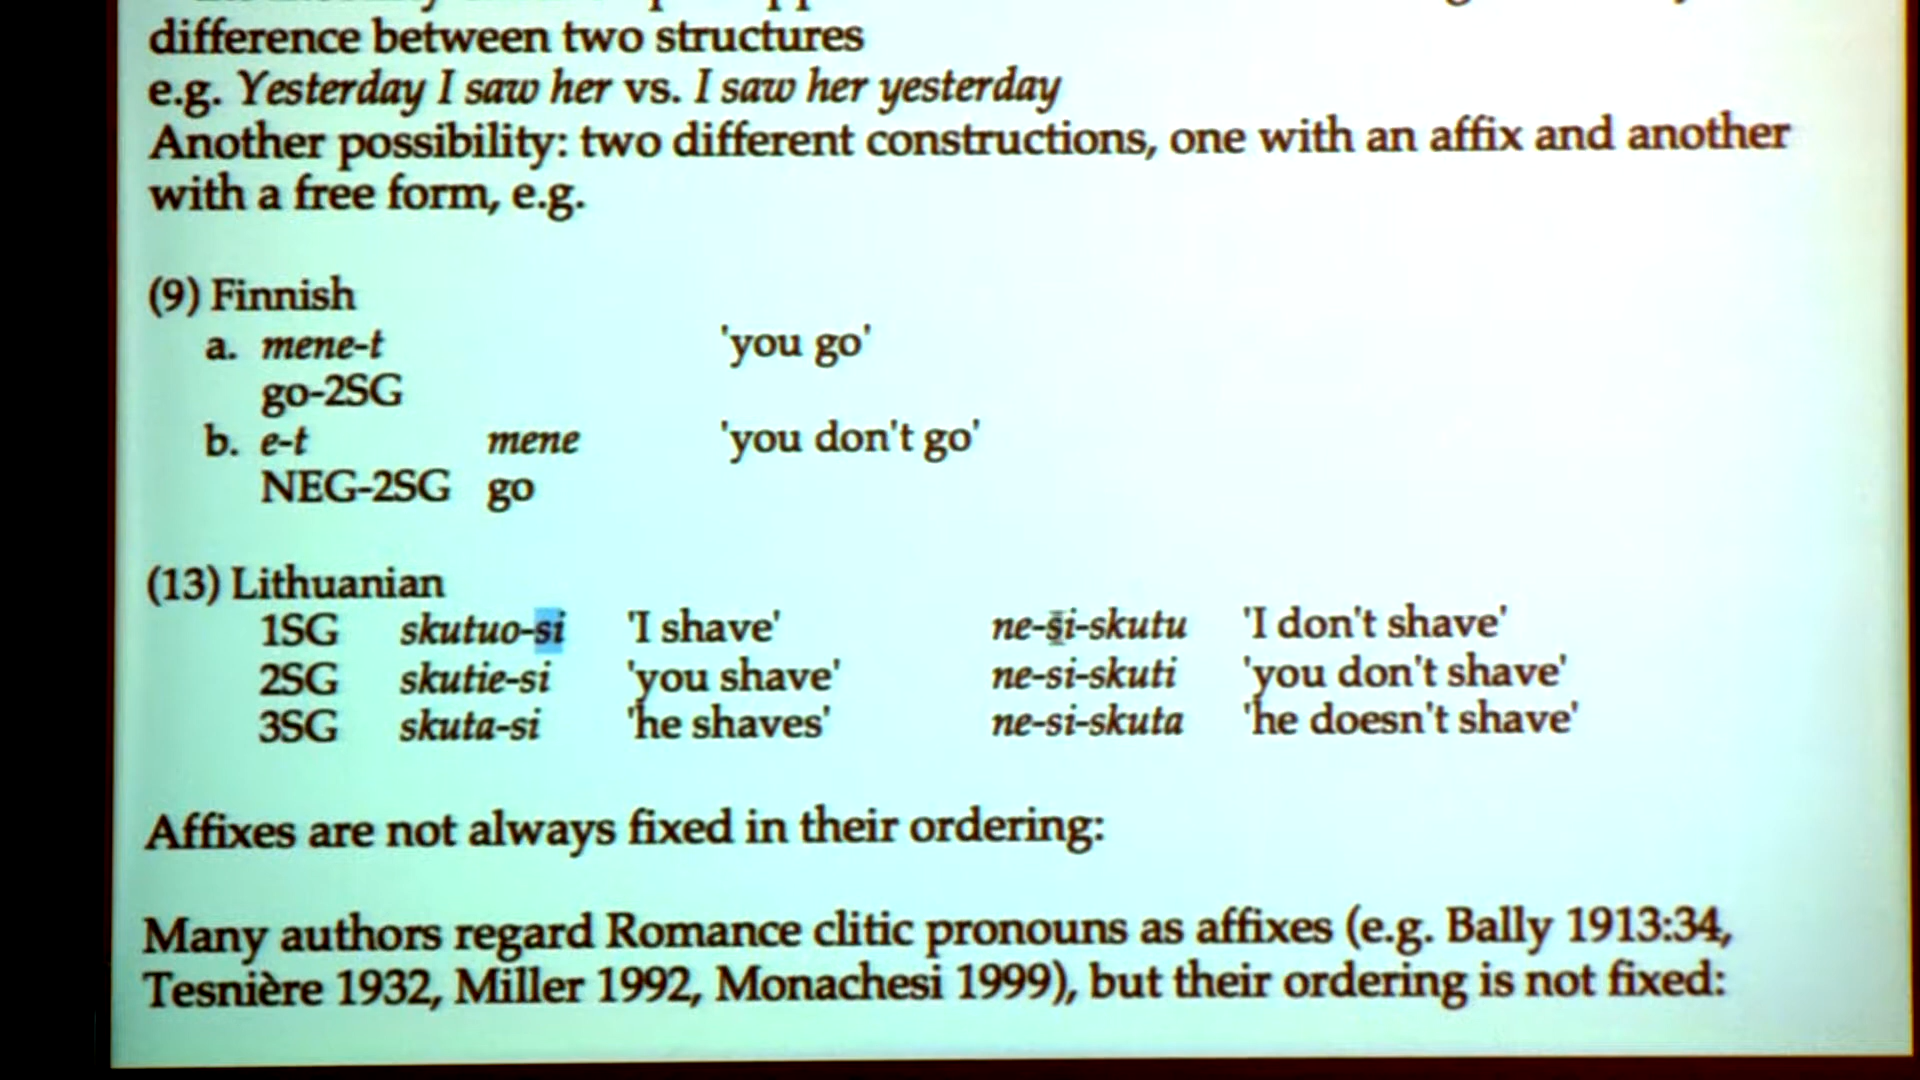 difference between two structures
e.g. Yesterday I saw her vs. I saw her yesterday
Another possibility: two different constructions, one with an affix and another
with a free form, e.g.
(9) Finnish
a. mene-t 'you go'
go-2SG
b. e-t mene 'you don't go'
NEG-2SG go
(13) Lithuanian
1SG skutuo-si 'I shave' ne-si-skutu 'I don't shave'
2SG skutie-si 'you shave' ne-si-skuti 'you don't shave'
3SG skuta-si 'he shaves' ne-si-skuta 'he doesn't shave'
Affixes are not always fixed in their ordering:
Many authors regard Romance clitic pronouns as affixes (e.g. Bally 1913:34,
Tesnière 1932, Miller 1992, Monachesi 1999), but their ordering is not fixed: